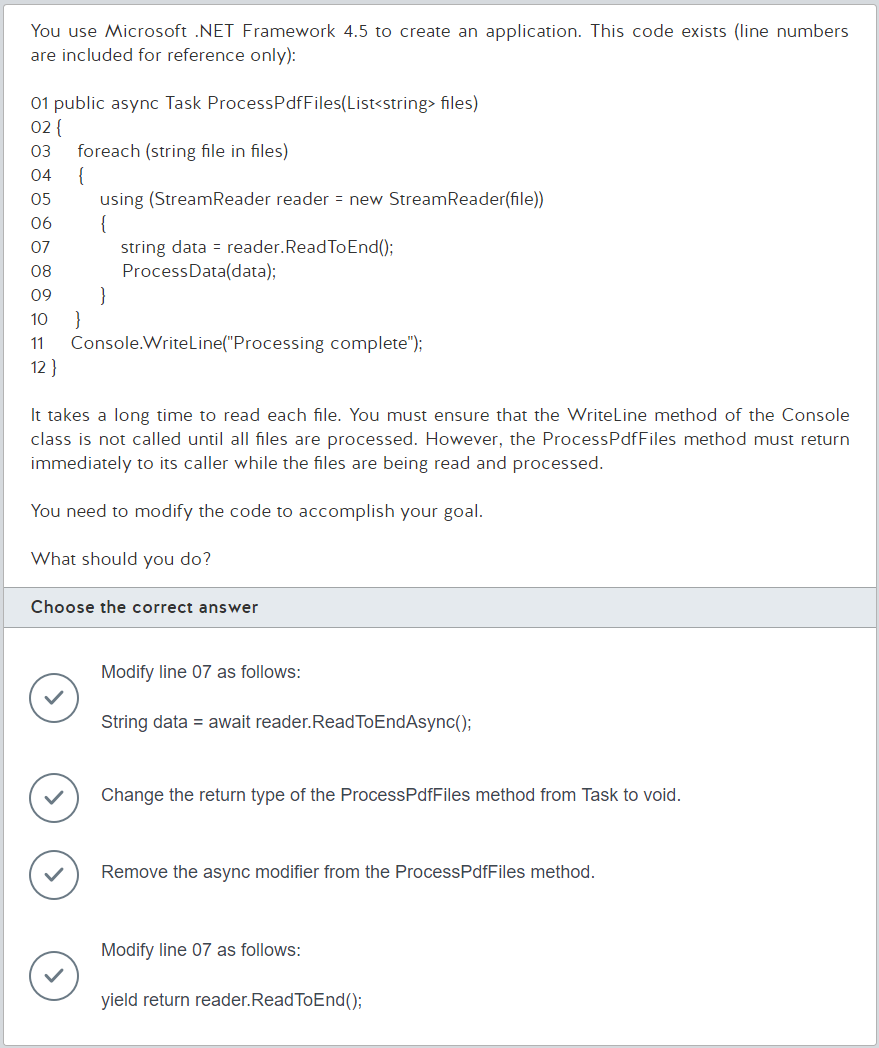 You use Microsoft .NET Framework 4.5 to create an application. This code exists (line numbers
are included for reference only):
01 public async Task ProcessPdfFiles(List<string> files)
02 {
03 foreach (string file in files)
04 {
05 using (StreamReader reader = new StreamReader(file))
06 {
07 string data = reader.ReadToEnd();
08 ProcessData(data);
09 }
10 }
11 Console.WriteLine("Processing complete");
12 }
It takes a long time to read each file. You must ensure that the WriteLine method of the Console
class is not called until all files are processed. However, the ProcessPdfFiles method must return
immediately to its caller while the files are being read and processed.
You need to modify the code to accomplish your goal.
What should you do?
Choose the correct answer
Modify line 07 as follows:
String data = await reader.ReadToEndAsync();
Change the return type of the ProcessPdfFiles method from Task to void.
Remove the async modifier from the ProcessPdfFiles method.
Modify line 07 as follows:
yield return reader.ReadToEnd();